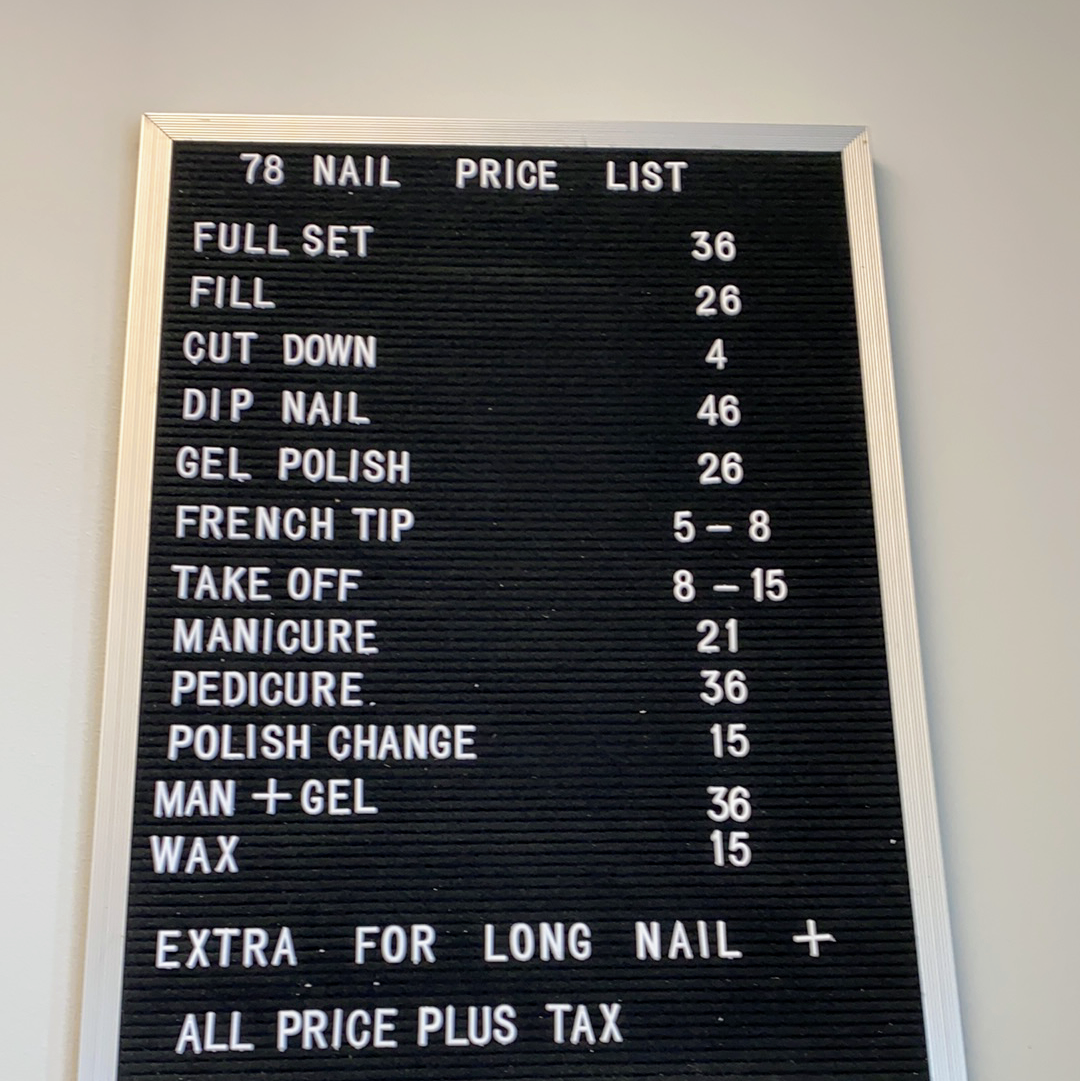 78 NAIL PRICE LIST
FULL SET 36
FILL 26
CUT DOWN 4
DIP NAIL 46
GEL POLISH 26
FRENCH TIP 5 – 8
TAKE OFF 8 – 15
MANICURE 21
PEDICURE. 36
POLISH CHANGE 15
MAN + GEL 36
WAX 15
EXTRA FOR LONG NAIL +
ALL PRICE PLUS TAX